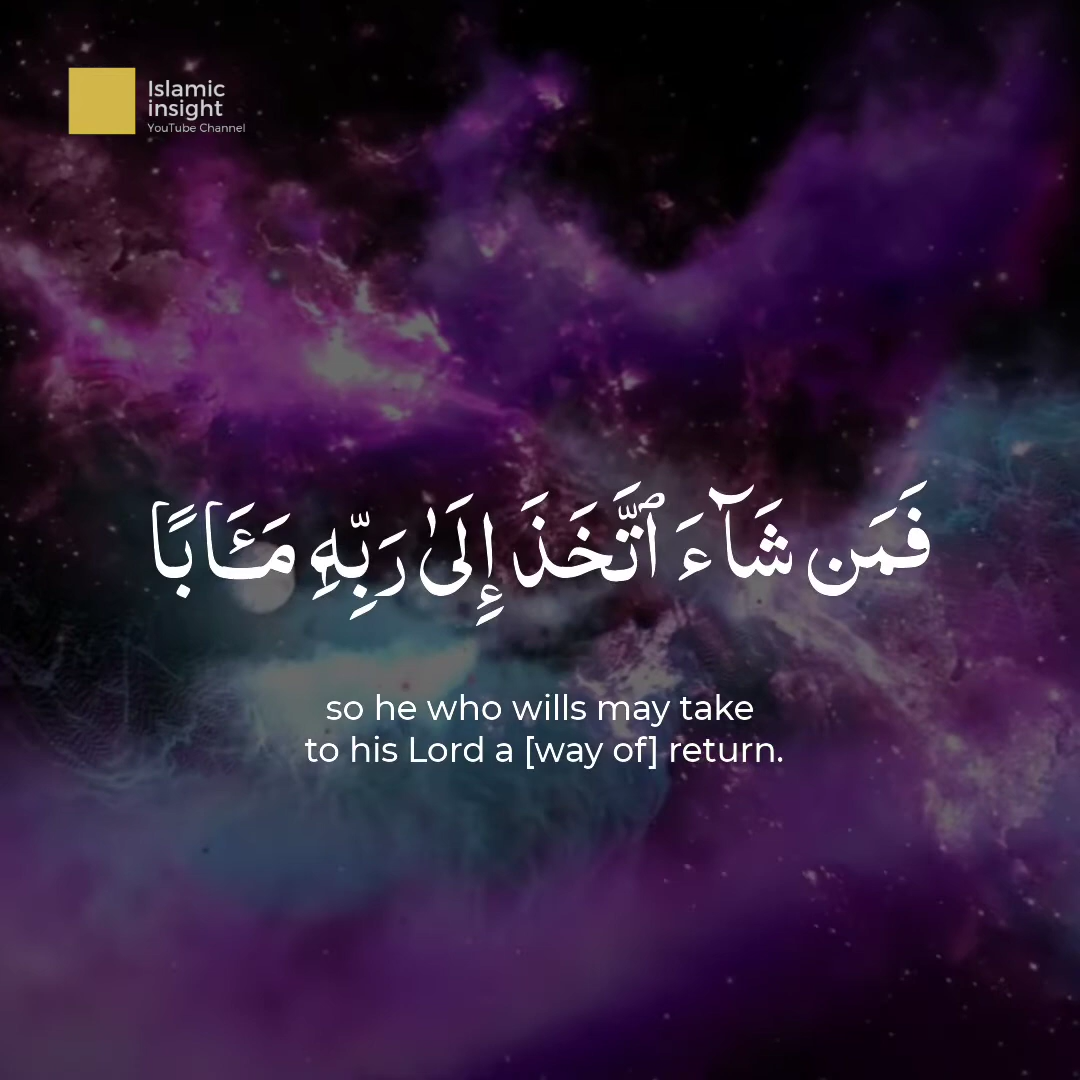 Islamic
insight
YouTube Channel
فَمَن شَآءَ ٱتَّخَذَ إِلَىٰ رَبِّهِۦ مَـَٔابًا
so he who wills may take
to his Lord a [way of] return.